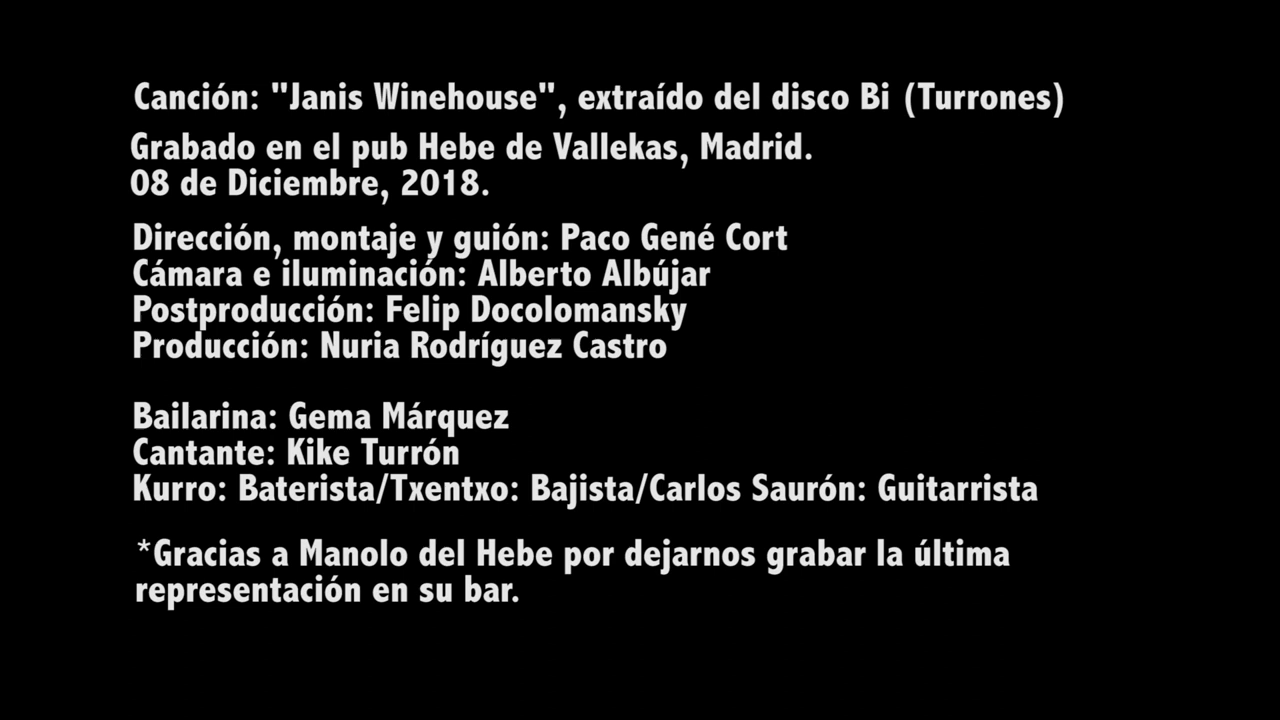 Canción: "Janis Winehouse", extraído del disco Bi (Turrones)
Grabado en el pub Hebe de Vallekas, Madrid.
08 de Diciembre, 2018.
Dirección, montaje y guión: Paco Gené Cort
Cámara e iluminación: Alberto Albújar
Postproducción: Felip Docolomansky
Producción: Nuria Rodríguez Castro
Bailarina: Gema Márquez
Cantante: Kike Turrón
Kurro: Baterista/Txentxo: Bajista/Carlos Saurón: Guitarrista
*Gracias a Manolo del Hebe por dejarnos grabar la última
representación en su bar.